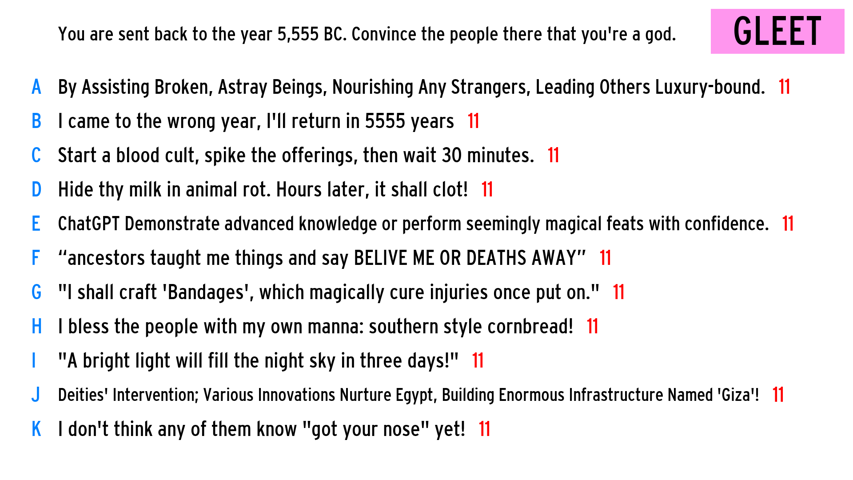 You are sent back to the year 5,555 BC. Convince the people there that you're a god.
GLEET
A By Assisting Broken, Astray Beings, Nourishing Any Strangers, Leading Others Luxury-bound. 11
B I came to the wrong year, I'll return in 5555 years 11
C Start a blood cult, spike the offerings, then wait 30 minutes. 11
D Hide thy milk in animal rot. Hours later, it shall clot! 11
E ChatGPT Demonstrate advanced knowledge or perform seemingly magical feats with confidence. 11
F “ancestors taught me things and say BELIVE ME OR DEATHS AWAY” 11
G "I shall craft 'Bandages', which magically cure injuries once put on." 11
H I bless the people with my own manna: southern style cornbread! 11
I "A bright light will fill the night sky in three days!" 11
J Deities' Intervention; Various Innovations Nurture Egypt, Building Enormous Infrastructure Named 'Giza'! 11
K I don't think any of them know "got your nose" yet! 11